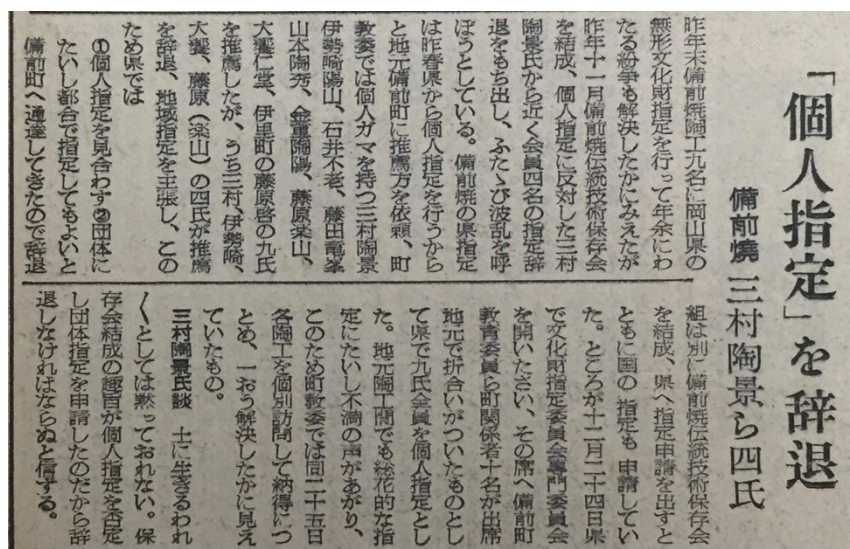 「個人指定」を辞退
備前燒 三村陶景ら四氏
昨年末備前焼陶工九名に岡山県の
無形文化財指定を行って年余にわ
たる紛争も解決したかにみえたが
昨年十一月備前焼伝統技術保存会
を結成、個人指定に反対した三村
陶景氏から近く会員四名の指定辞
退をもち出し、ふたゝび波乱を呼
ぼうとしている。備前焼の県指定
は昨春県から個人指定を行うから
と地元備前町に推薦方を依頼、町
教委では個人ガマを持つ三村陶景
伊勢崎陽山、石井不老、藤田竜峯
山本陶秀、金重陶陽、藤原楽山、
大饗仁堂、伊里町の藤原啓の九氏
を推薦したが、うち三村、伊勢崎、
大饗、藤原（楽山）の四氏が推薦
を辞退、地域指定を主張し、この
ため県では
①個人指定を見合わす②団体に
たいし都合で指定してもよいと
備前町へ通達してきたので辞退
組は別に備前焼伝統技術保存会
を結成、県へ指定申請を出すと
ともに国の指定も申請してい
た。ところが十二月二十四日県
で文化財指定委員会専門委員会
を開いたさい、その席へ備前町
教育委員ら町関係者十名が出席
地元で折合いがついたものとし
て県で九氏全員を個人指定とし
た。地元陶工間でも総花的な指
定にたいし不満の声があがり、
このため町教委では同二十五日
各陶工を個別訪問して納得につ
とめ、一おう解決したかに見え
ていたもの。
三村陶景氏談　土に生きるわれ
〱としては黙っておれない。保
存会結成の趣旨が個人指定を否定
し団体指定を申請したのだから辞
退しなければならぬと信ずる。